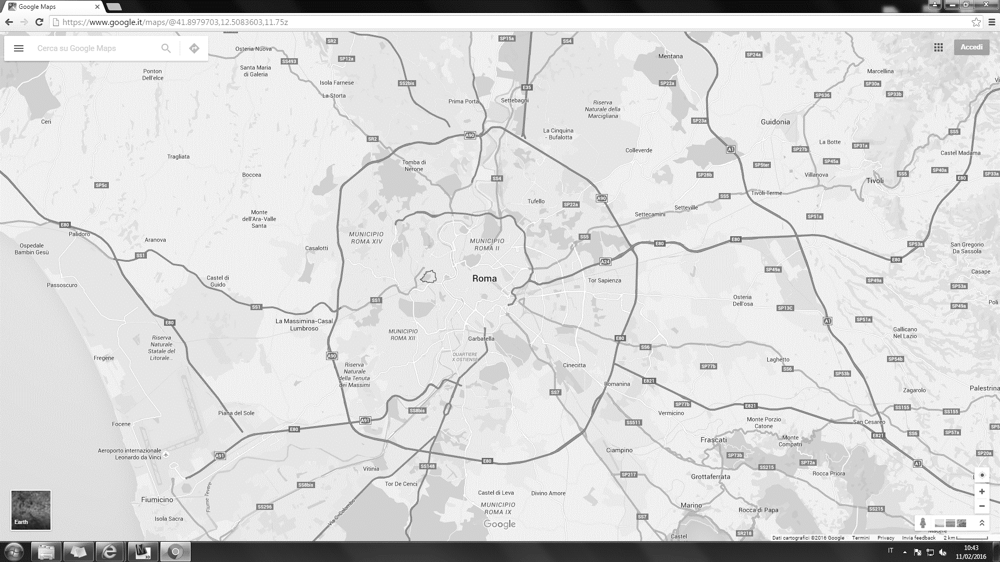 Google Maps
https://www.google.it/maps/@41.8979703,12.5083603,11.75z
Cerca su Google Maps
Accedi
SR2
SP15a
SS4
Osteria Nuova
SS493
SP12a
Mentana
SP24a
Ponton
Dell'elce
Santa Maria
di Galeria
Marcellina
Isola Farnese
SS2bis
E35
SP22a
SP30a
La Storta
Prima Porta
Settebagni
SP636
SP33b
Riserva
Naturale della
Marcigliana
Ceri
SP23a
Guidonia
La Cinquina
- Bufalotta
SS5
A90
SR2
La Botte
SP31a
Tragliata
Colleverde
A1
SP27b
Castel Madama
Tomba di
Nerone
SP45a
SP5ter
SP40a
Boccea
SS4
SP28b
Villanova
SS5
SP33a
E80
SP5c
Tivoli
Tufello
A90
SS5
Tivoli Terme
SP22a
Setteville
Monte
dell'Ara-Valle
Santa
Settecamini
SP51a
E80
Palidoro
MUNICIPIO
ROMA XIV
SS5
Aranova
MUNICIPIO
ROMA II
E80
E80
SP53a
San Gregorio
Da Sassola
Ospedale
Bambin Gesù
Casalotti
SS1
A24
E80
Castel di
Guido
Roma
Tor Sapienza
SP49a
SP49a
Casape
Passoscuro
SP53a
SS1
SS1
Osteria
Dell'osa
SP13C
SP49a
Poli
La Massimina-Casal
Lumbroso
E80
A1
SP51a
MUNICIPIO
ROMA XII
Garbatella
E80
SS6
Gallicano
Nel Lazio
Riserva
Naturale
Statale del
Litorale...
Fregene
A90
QUARTIERE
X OSTIENSE
Cinecitta
SP77b
Laghetto
SS6
SP54b
SP53b
Riserva
Naturale
della Tenuta
dei Massimi
Romanina
E821
Zagarolo
Palestrina
SS7
SP77b
E821
SS155
SS155
Piana del Sole
SS8bis
Vermicino
A91
Focene
E80
SS511
Monte Porzio
Catone
San Cesareo
SS6
SP57a
E821
Frascati
Monte
Compatri
Aeroporto internazionale
Leonardo da Vinci
A91
Ciampino
SP73b
SP72a
SP20a
E80
SS148
Vitinia
SP217
SS215
A1
Rocca Priora
Grottaferrata
SS8bis
Tor De Cenci
Castel di Leva
Divino Amore
Fiume Tevere
Fiumicino
SS296
Via C. Colombo
MUNICIPIO
ROMA IX
Marino
Rocca di Papa
SS215
Isola Sacra
SS7
Google
Earth
SR218
Castel
Dati cartografici ©2016 Google
Termini
Privacy
Invia feedback
2 km
IT
10:43
11/02/2016
3D